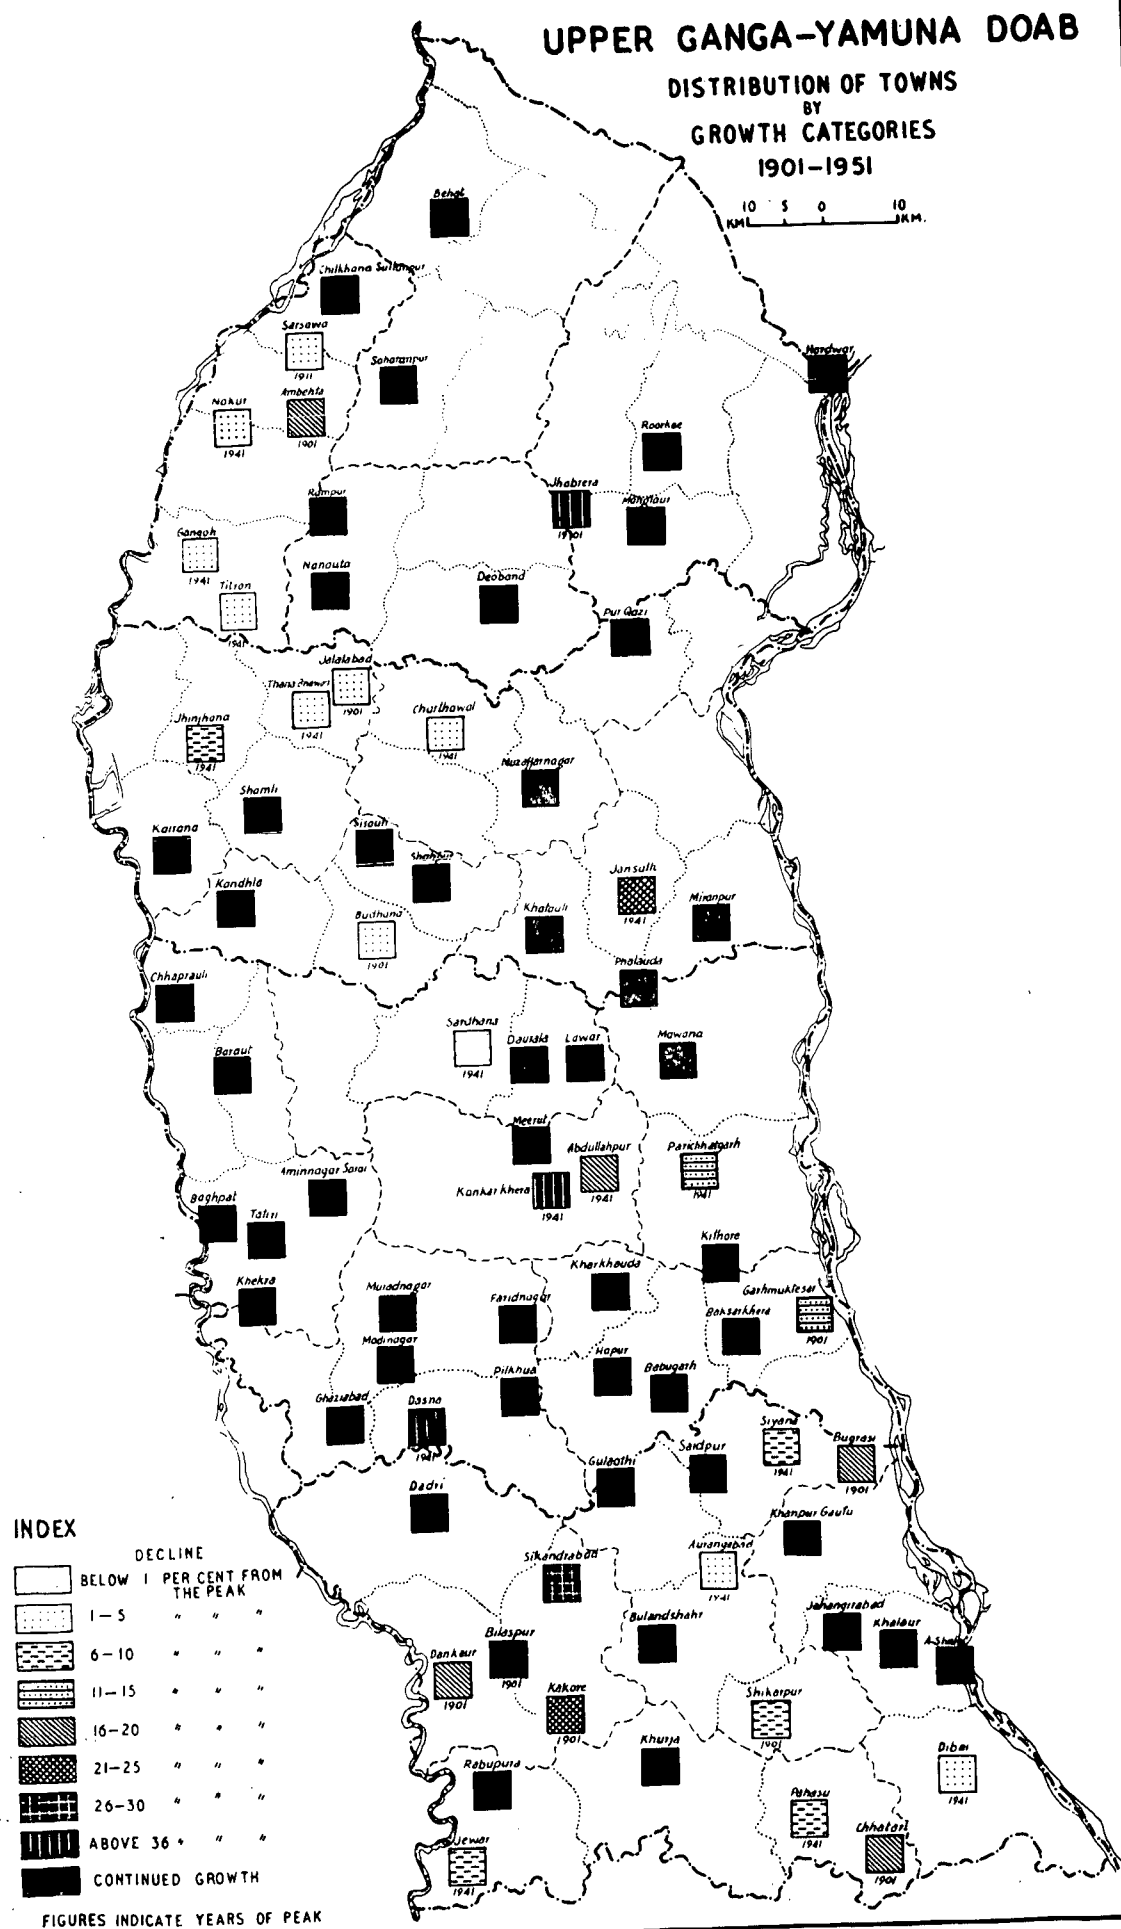 UPPER GANGA-YAMUNA DOAB
DISTRIBUTION OF TOWNS
BY
GROWTH CATEGORIES
1901-1951
10 5 0 10
KM KM.
Behat
Chilkhana Sultanpur
Sarsawa
1911
Saharanpur
Hardwar
Nakur
1941
Ambehta
1901
Roorkee
Rampur
Jhabrera
Manglaur
Gangoh
1941
Nanauta
Deoband
Titron
1941
Pur Qazi
Jalalabad
1901
1941
Charthawal
1941
Jhinjhana
1941
Muzaffarnagar
Shamli
Kairana
Sisauli
Shahpur
Jansath
1941
Kandhla
Budhana
1901
Khatauli
Miranpur
Phalauda
Chhaprauli
Sardhana
1941
Daurala
Lawar
Mawana
Baraut
Meerut
Abdullahpur
1941
Parichhatgarh
1941
Aminnagar Sarai
Kankar khera
1941
Baghpat
Tatiri
Kithore
Khekra
Muradnagar
Faridnagar
Kharkhauda
Garhmuktesar
1901
Baksarkhera
Modinagar
Pilkhua
Hapur
Babugarh
Ghaziabad
Dasna
1941
Siyana
1941
Bugrasi
1901
Gulaothi
Saidpur
Dadri
Khanpur Gantu
Sikandrabad
Aurangabad
1941
Bulandshahr
Jahangirabad
Khalaur
A-Shahr
Dankaur
1901
Bilaspur
1901
Kakore
1901
Shikarpur
1901
Khurja
Dibai
1941
Rabupura
Pahasu
1941
Chhatari
1901
Jewar
1941
INDEX
DECLINE
BELOW 1 PER CENT FROM
THE PEAK
1-5 " " "
6-10 " " "
11-15 " " "
16-20 " " "
21-25 " " "
26-30 " " "
ABOVE 36 " " "
CONTINUED GROWTH
FIGURES INDICATE YEARS OF PEAK